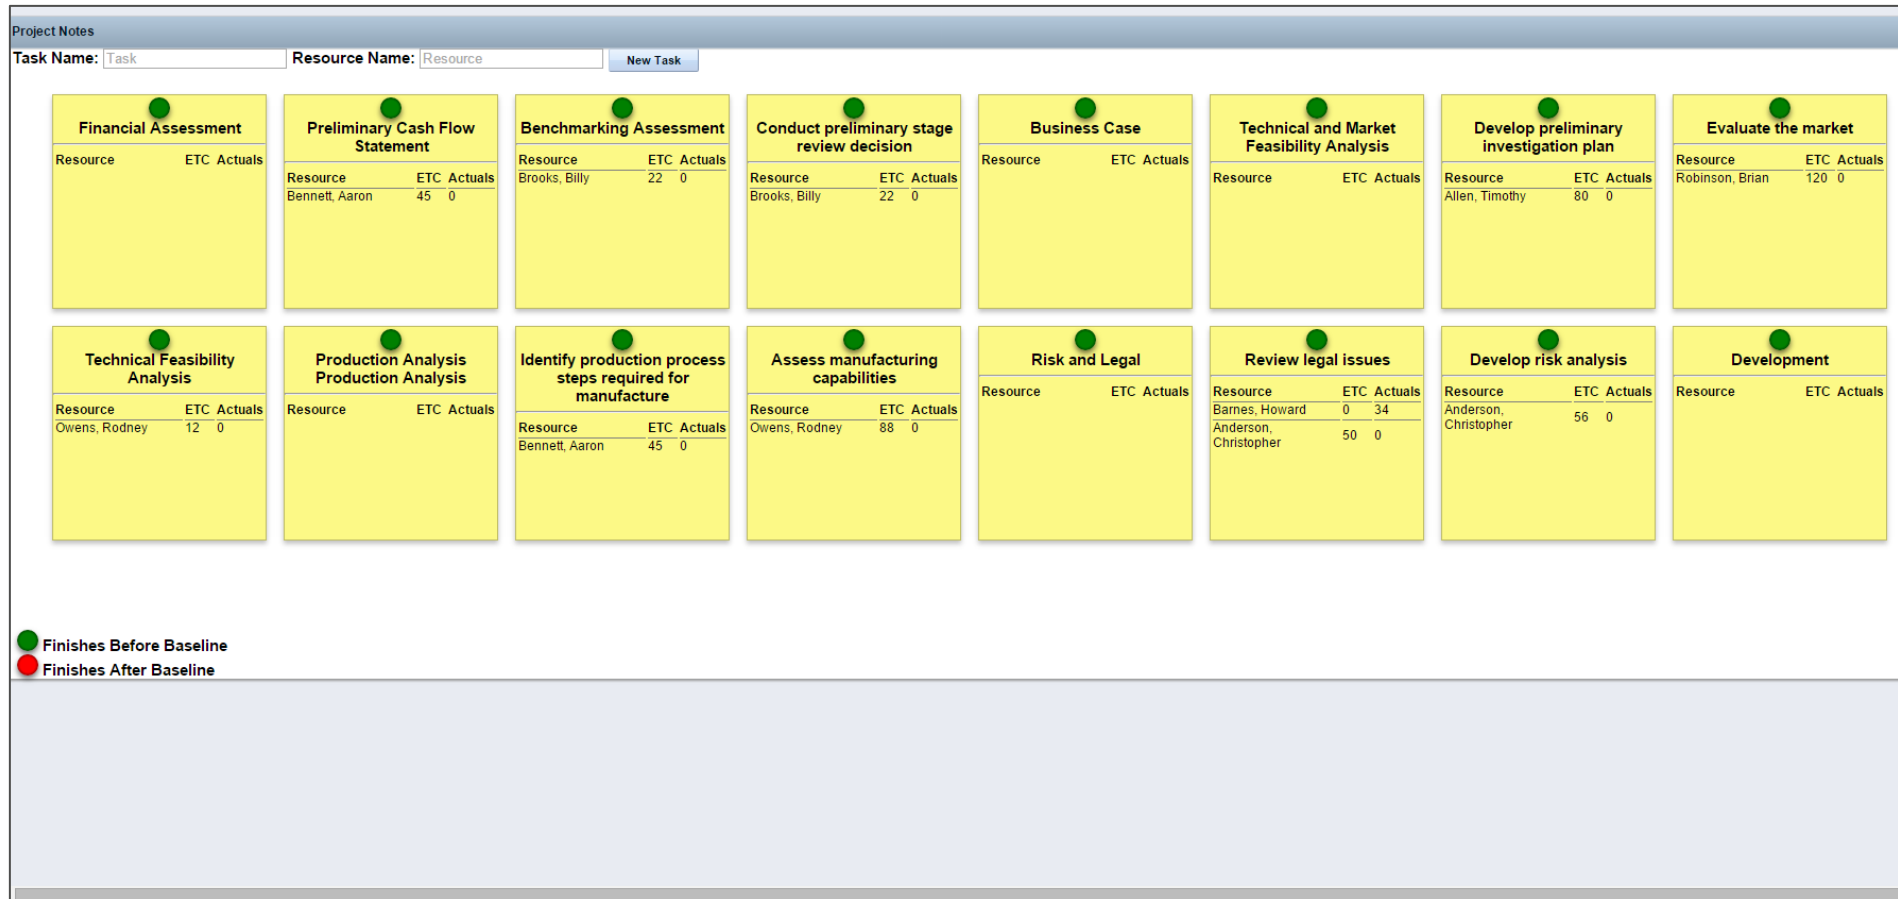 Project Notes
Task Name: Task Resource Name: Resource New Task
Financial Assessment
Resource ETC Actuals
Preliminary Cash Flow
Statement
Resource ETC Actuals
Bennett, Aaron 45 0
Benchmarking Assessment
Resource ETC Actuals
Brooks, Billy 22 0
Conduct preliminary stage
review decision
Resource ETC Actuals
Brooks, Billy 22 0
Business Case
Resource ETC Actuals
Technical and Market
Feasibility Analysis
Resource ETC Actuals
Develop preliminary
investigation plan
Resource ETC Actuals
Allen, Timothy 80 0
Evaluate the market
Resource ETC Actuals
Robinson, Brian 120 0
Technical Feasibility
Analysis
Resource ETC Actuals
Owens, Rodney 12 0
Production Analysis
Production Analysis
Resource ETC Actuals
Identify production process
steps required for
manufacture
Resource ETC Actuals
Bennett, Aaron 45 0
Assess manufacturing
capabilities
Resource ETC Actuals
Owens, Rodney 88 0
Risk and Legal
Resource ETC Actuals
Review legal issues
Resource ETC Actuals
Barnes, Howard 0 34
Anderson,
Christopher 50 0
Develop risk analysis
Resource ETC Actuals
Anderson,
Christopher 56 0
Development
Resource ETC Actuals
Finishes Before Baseline
Finishes After Baseline